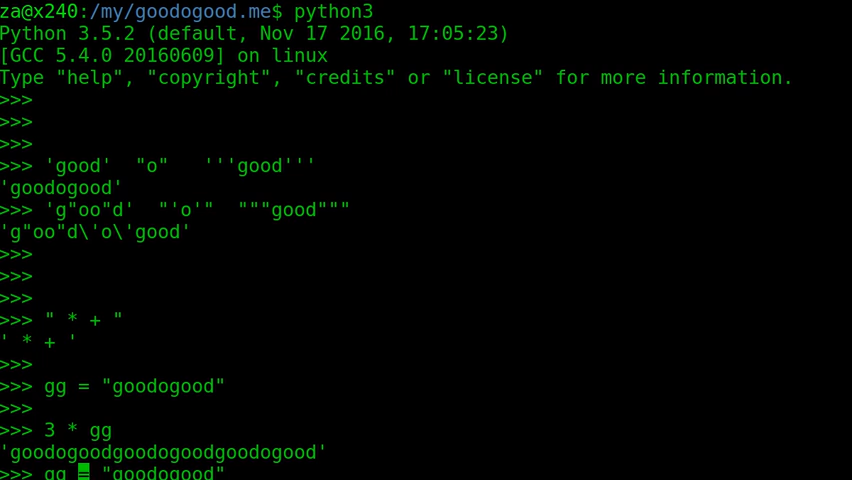 za@x240:/my/goodogood.me$ python3
Python 3.5.2 (default, Nov 17 2016, 17:05:23)
[GCC 5.4.0 20160609] on linux
Type "help", "copyright", "credits" or "license" for more information.
>>>
>>>
>>>
>>> 'good'  "o"   '''good'''
'goodogood'
>>> 'g"oo"d'  "'o'"  """good"""
'g"oo"d\'o\'good'
>>>
>>>
>>>
>>> " * + "
' * + '
>>>
>>> gg = "goodogood"
>>>
>>> 3 * gg
'goodogoodgoodogoodgoodogood'
>>> gg = "goodogood"